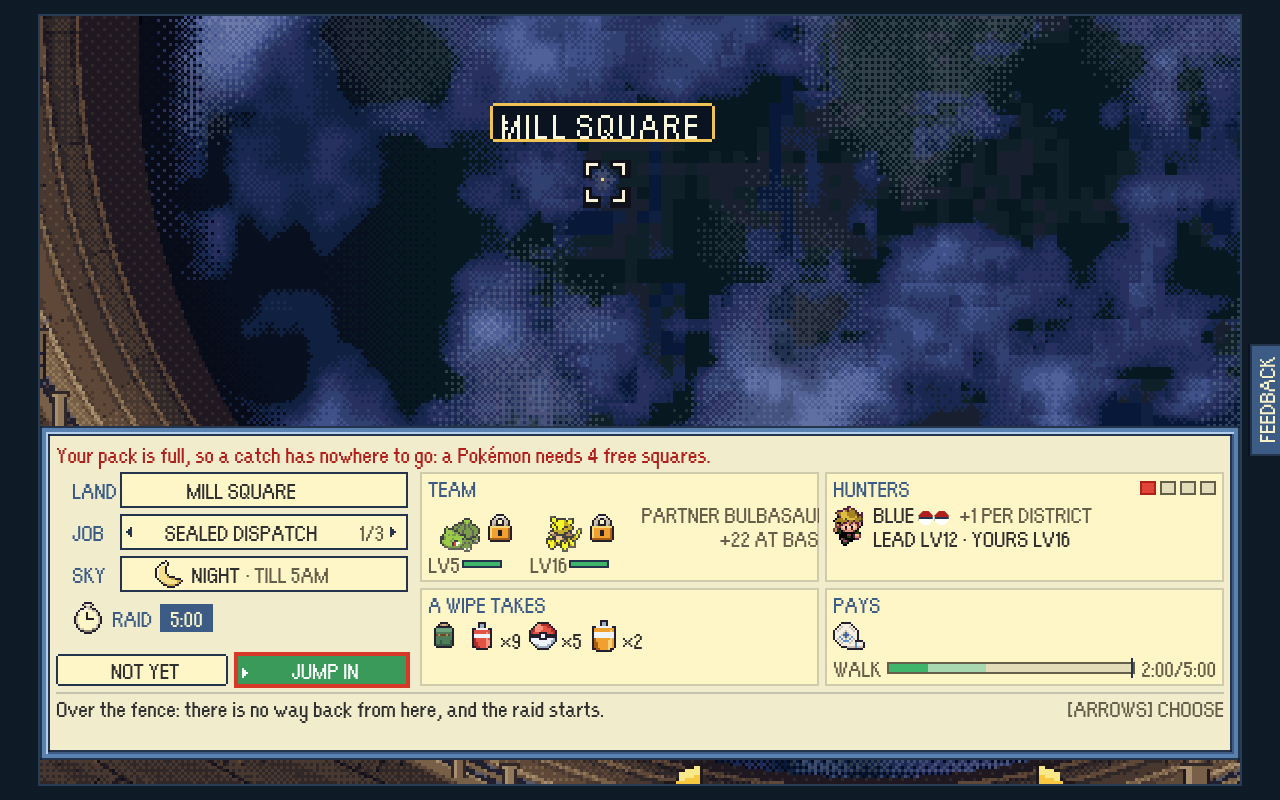 MILL SQUARE
FEEDBACK
Your pack is full, so a catch has nowhere to go: a Pokémon needs 4 free squares.
LAND MILL SQUARE
JOB SEALED DISPATCH 1/3
SKY NIGHT · TILL 5AM
RAID 5:00
NOT YET JUMP IN
TEAM
PARTNER BULBASAU
+22 AT BAS
LV5 LV16
A WIPE TAKES
×9 ×5 ×2
HUNTERS
BLUE +1 PER DISTRICT
LEAD LV12 · YOURS LV16
PAYS
WALK 2:00/5:00
Over the fence: there is no way back from here, and the raid starts.
[ARROWS] CHOOSE